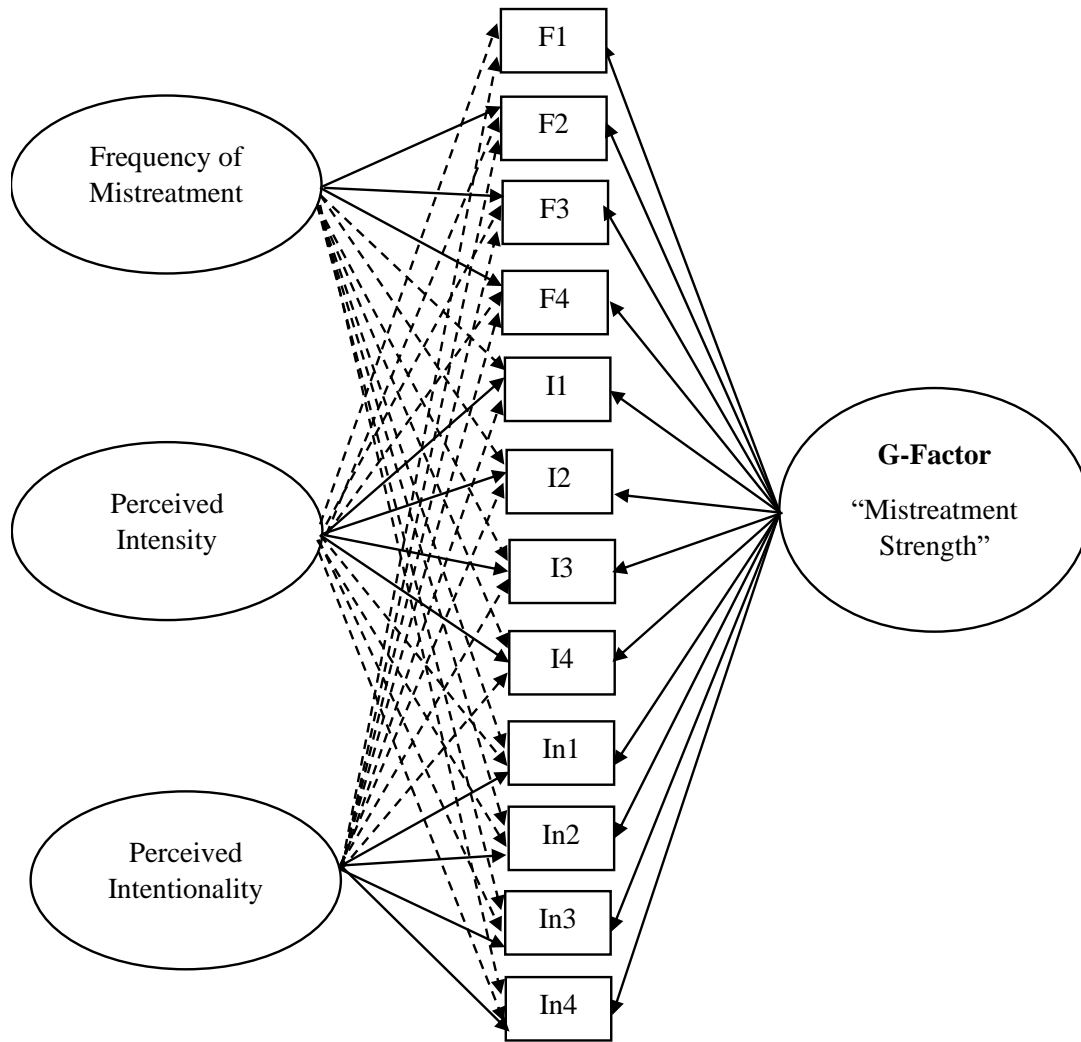 F1
F2
F3
F4
I1
I2
I3
I4
In1
In2
In3
In4
Frequency of
Mistreatment
Perceived
Intensity
Perceived
Intentionality
G-Factor
“Mistreatment
Strength”